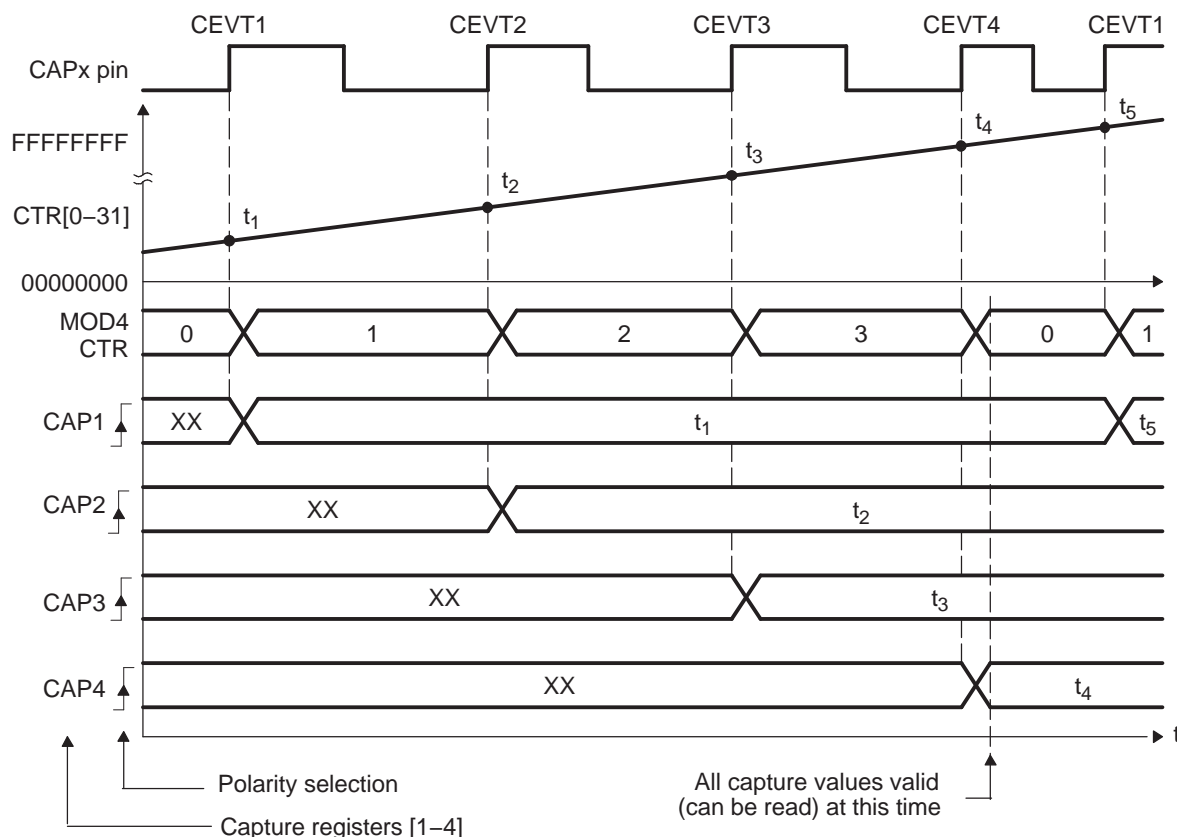 CEVT1 CEVT2 CEVT3 CEVT4 CEVT1
CAPx pin
FFFFFFFF
t5
t4
t3
t2
CTR[0–31]
t1
00000000
MOD4
CTR
0 1 2 3 0 1
CAP1 XX t1 t5
CAP2 XX t2
CAP3 XX t3
CAP4 XX t4
t
Polarity selection
Capture registers [1–4]
All capture values valid
(can be read) at this time